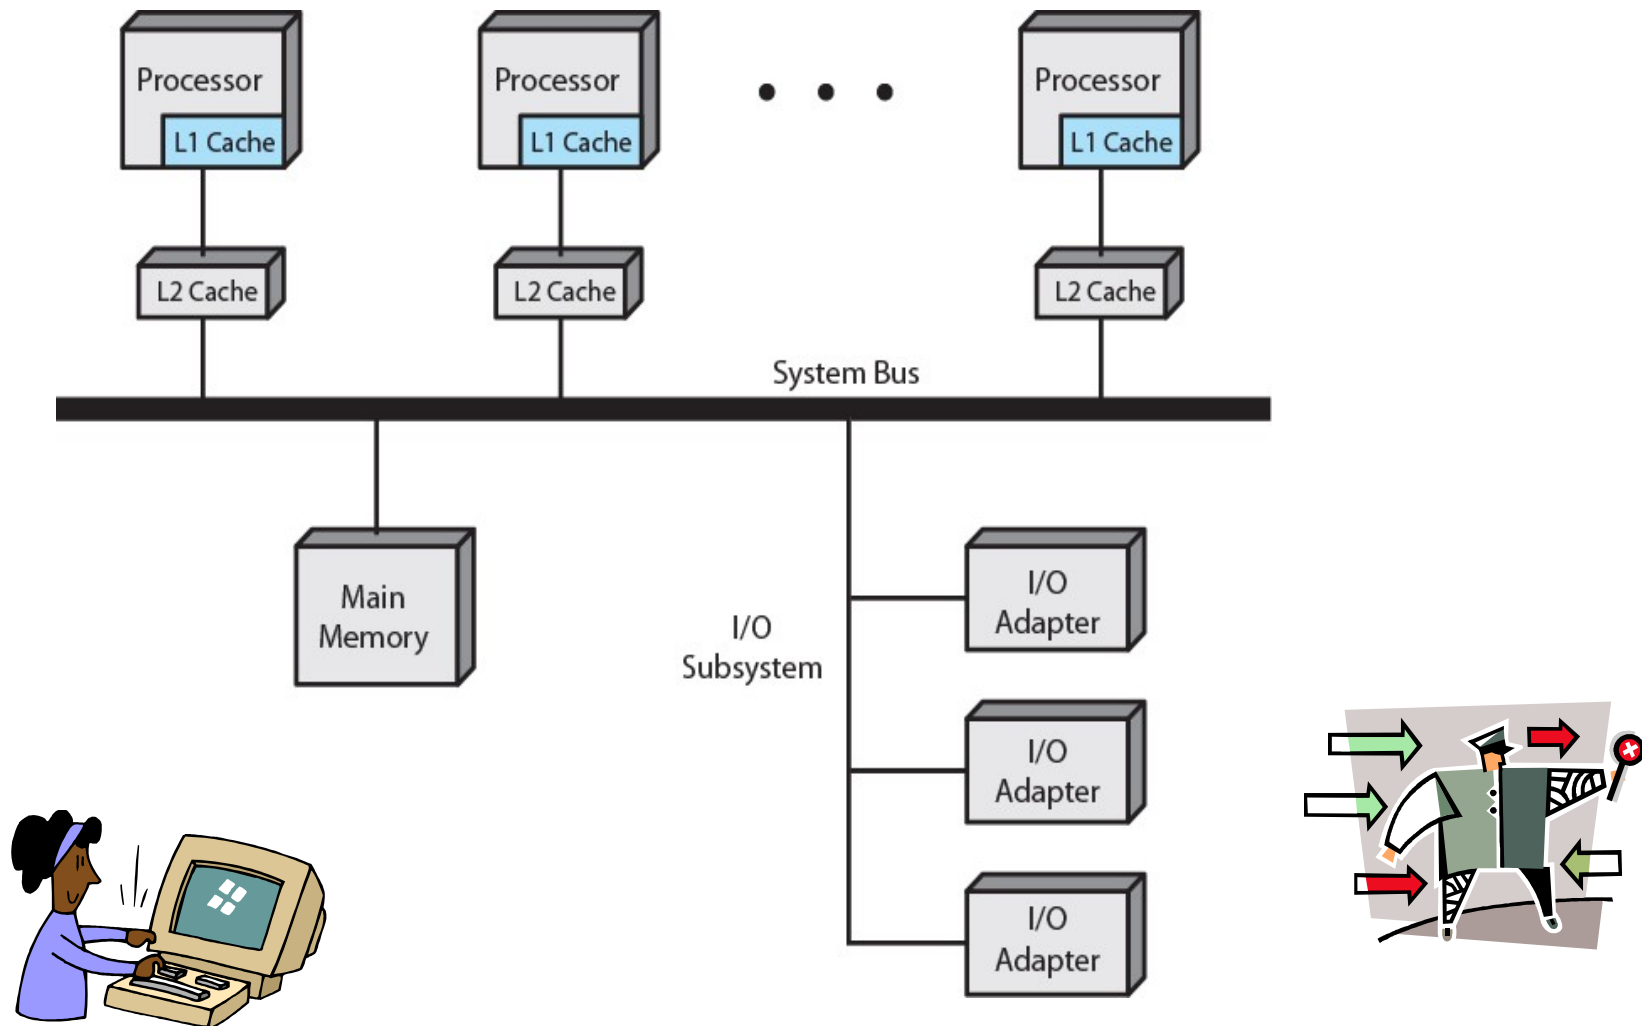 Processor
L1 Cache
Processor
L1 Cache
Processor
L1 Cache
L2 Cache
L2 Cache
L2 Cache
System Bus
Main
Memory
I/O
Subsystem
I/O
Adapter
I/O
Adapter
I/O
Adapter